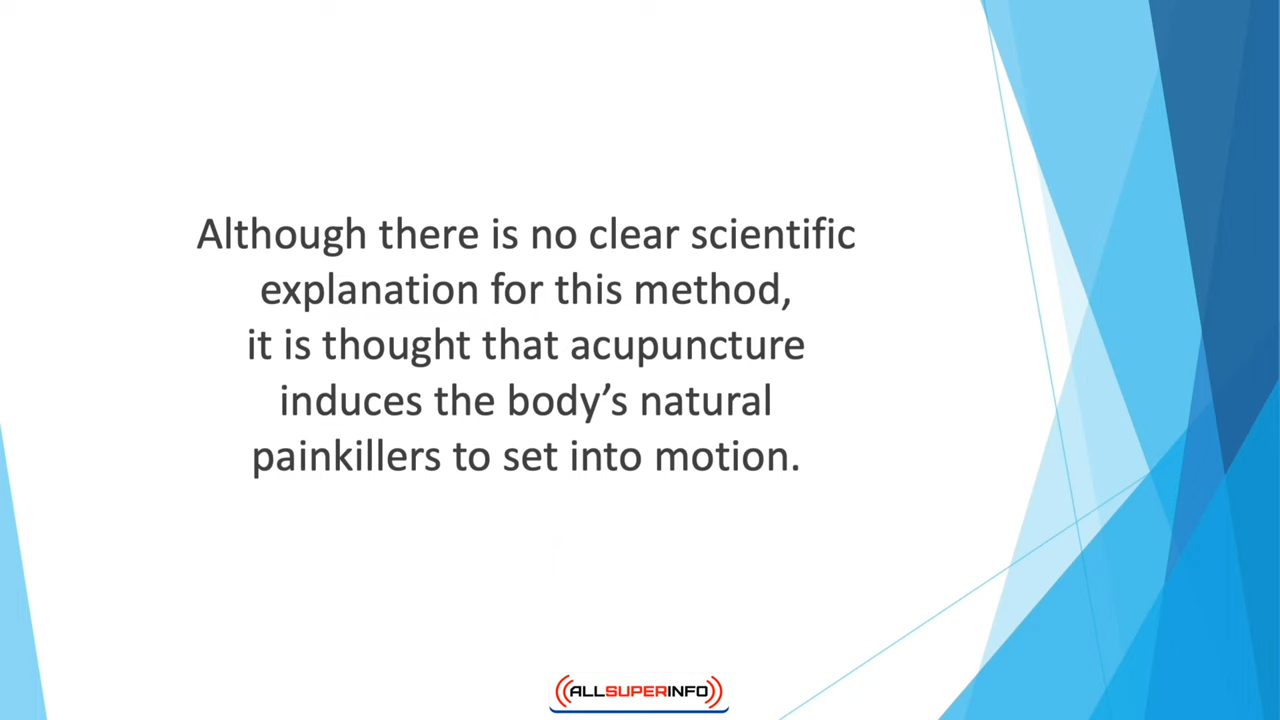 Although there is no clear scientific
explanation for this method,
it is thought that acupuncture
induces the body’s natural
painkillers to set into motion.
ALLSUPERINFO